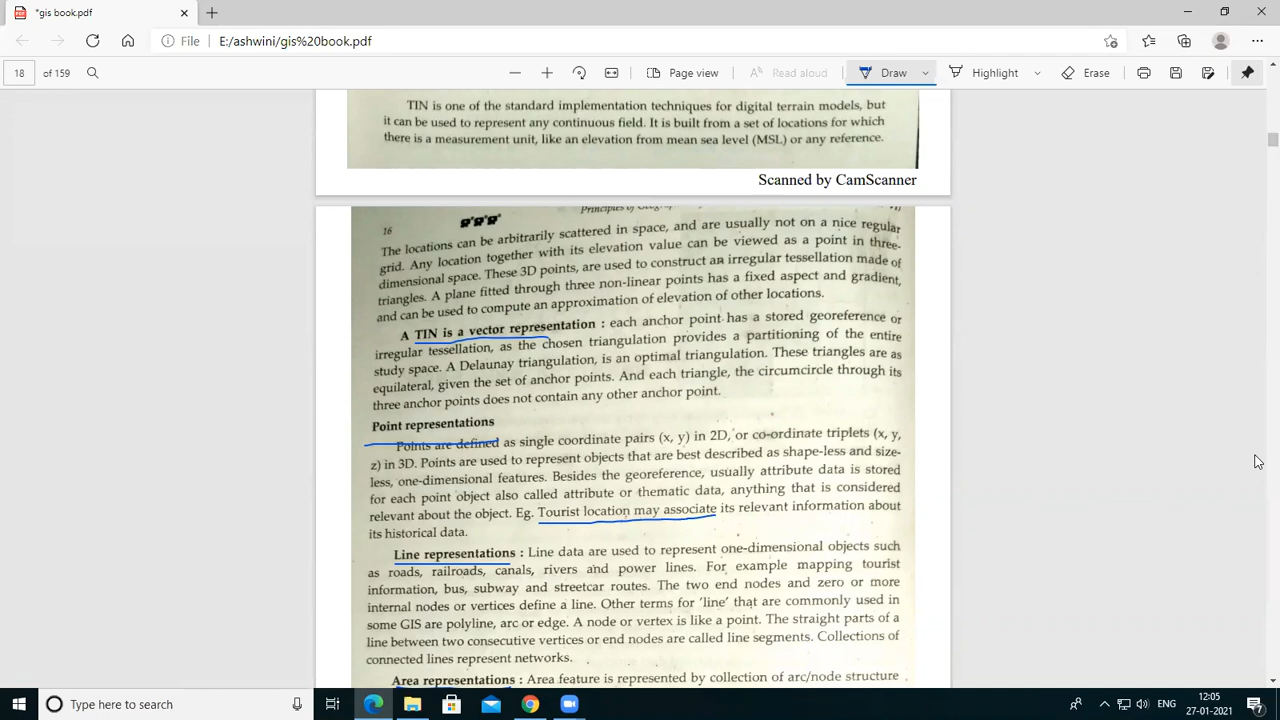 *gis book.pdf
File
E:/ashwini/gis%20book.pdf
18 of 159
Page view
Read aloud
Draw
Highlight
Erase
TIN is one of the standard implementation techniques for digital terrain models, but
it can be used to represent any continuous field. It is built from a set of locations for which
there is a measurement unit, like an elevation from mean sea level (MSL) or any reference.
Scanned by CamScanner
16
Principles of
The locations can be arbitrarily scattered in space, and are usually not on a nice regular
grid. Any location together with its elevation value can be viewed as a point in three-
dimensional space. These 3D points, are used to construct an irregular tessellation made of
triangles. A plane fitted through three non-linear points has a fixed aspect and gradient,
and can be used to compute an approximation of elevation of other locations.
A TIN is a vector representation : each anchor point has a stored georeference or
irregular tessellation, as the chosen triangulation provides a partitioning of the entire
study space. A Delaunay triangulation, is an optimal triangulation. These triangles are as
equilateral, given the set of anchor points. And each triangle, the circumcircle through its
three anchor points does not contain any other anchor point.
Point representations
Points are defined as single coordinate pairs (x, y) in 2D, or co-ordinate triplets (x, y,
z) in 3D. Points are used to represent objects that are best described as shape-less and size-
less, one-dimensional features. Besides the georeference, usually attribute data is stored
for each point object also called attribute or thematic data, anything that is considered
relevant about the object. Eg. Tourist location may associate its relevant information about
its historical data.
Line representations : Line data are used to represent one-dimensional objects such
as roads, railroads, canals, rivers and power lines. For example mapping tourist
information, bus, subway and streetcar routes. The two end nodes and zero or more
internal nodes or vertices define a line. Other terms for 'line' that are commonly used in
some GIS are polyline, arc or edge. A node or vertex is like a point. The straight parts of a
line between two consecutive vertices or end nodes are called line segments. Collections of
connected lines represent networks.
Area representations : Area feature is represented by collection of arc/node structure
Type here to search
ENG
12:05
27-01-2021
7